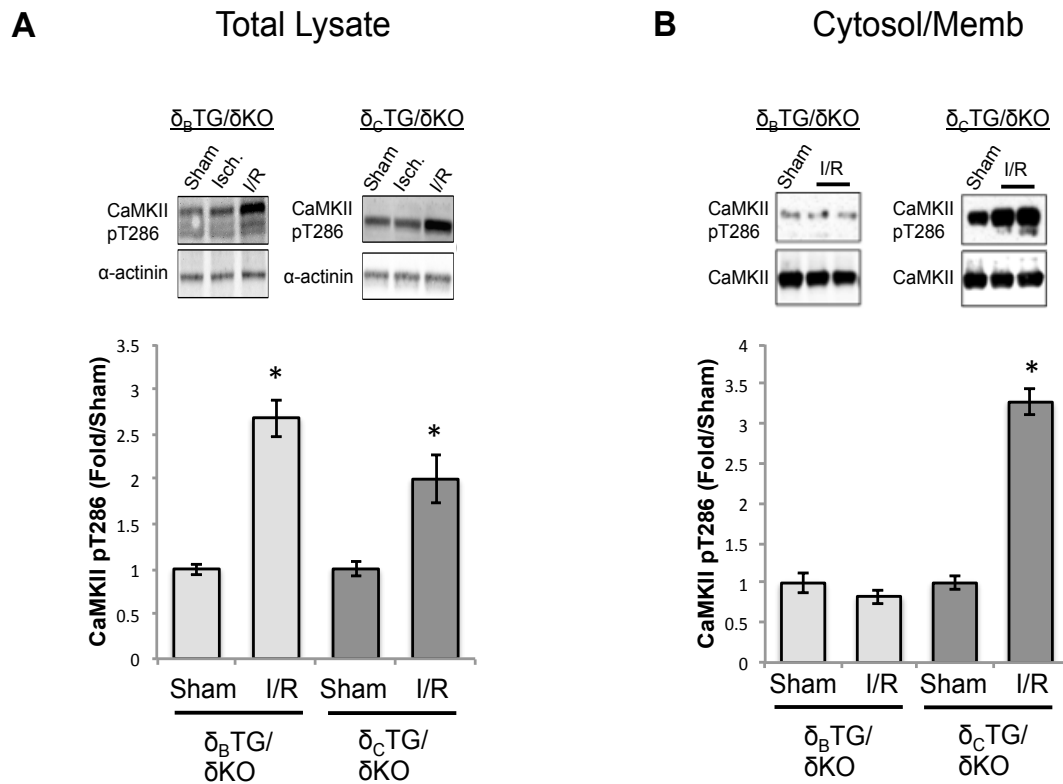 A
Total Lysate
δBTG/δKO
δCTG/δKO
Sham
Isch.
I/R
Sham
Isch.
I/R
CaMKII
pT286
CaMKII
pT286
α-actinin
α-actinin
CaMKII pT286 (Fold/Sham)
3.5
3
2.5
2
1.5
1
0.5
0
*
*
Sham
I/R
Sham
I/R
δBTG/
δKO
δCTG/
δKO
B
Cytosol/Memb
δBTG/δKO
δCTG/δKO
Sham
I/R
Sham
I/R
CaMKII
pT286
CaMKII
pT286
CaMKII
CaMKII
CaMKII pT286 (Fold/Sham)
4
3.5
3
2.5
2
1.5
1
0.5
0
*
Sham
I/R
Sham
I/R
δBTG/
δKO
δCTG/
δKO